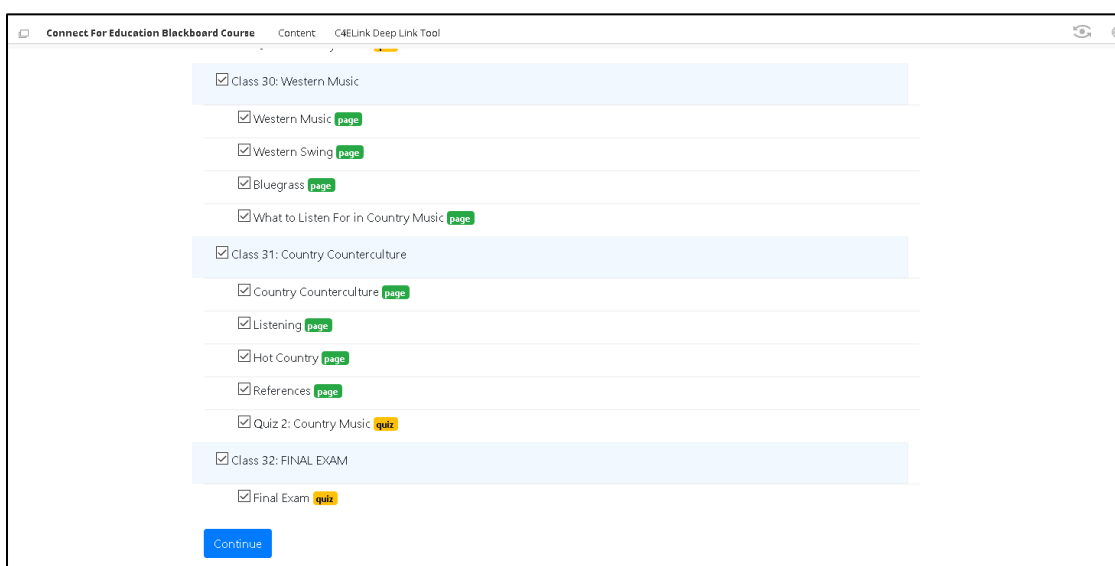 Connect For Education Blackboard Course Content C4ELink Deep Link Tool
Class 30: Western Music
Western Music page
Western Swing page
Bluegrass page
What to Listen For in Country Music page
Class 31: Country Counterculture
Country Counterculture page
Listening page
Hot Country page
References page
Quiz 2: Country Music quiz
Class 32: FINAL EXAM
Final Exam quiz
Continue